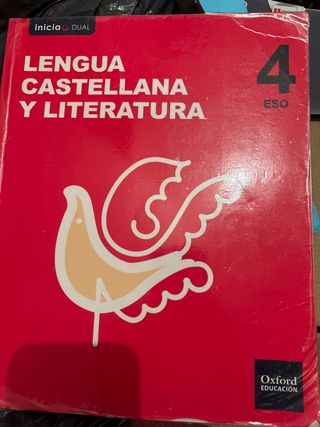 inicia DUAL
LENGUA
CASTELLANA
Y LITERATURA
4
ESO
Oxford
EDUCACIÓN